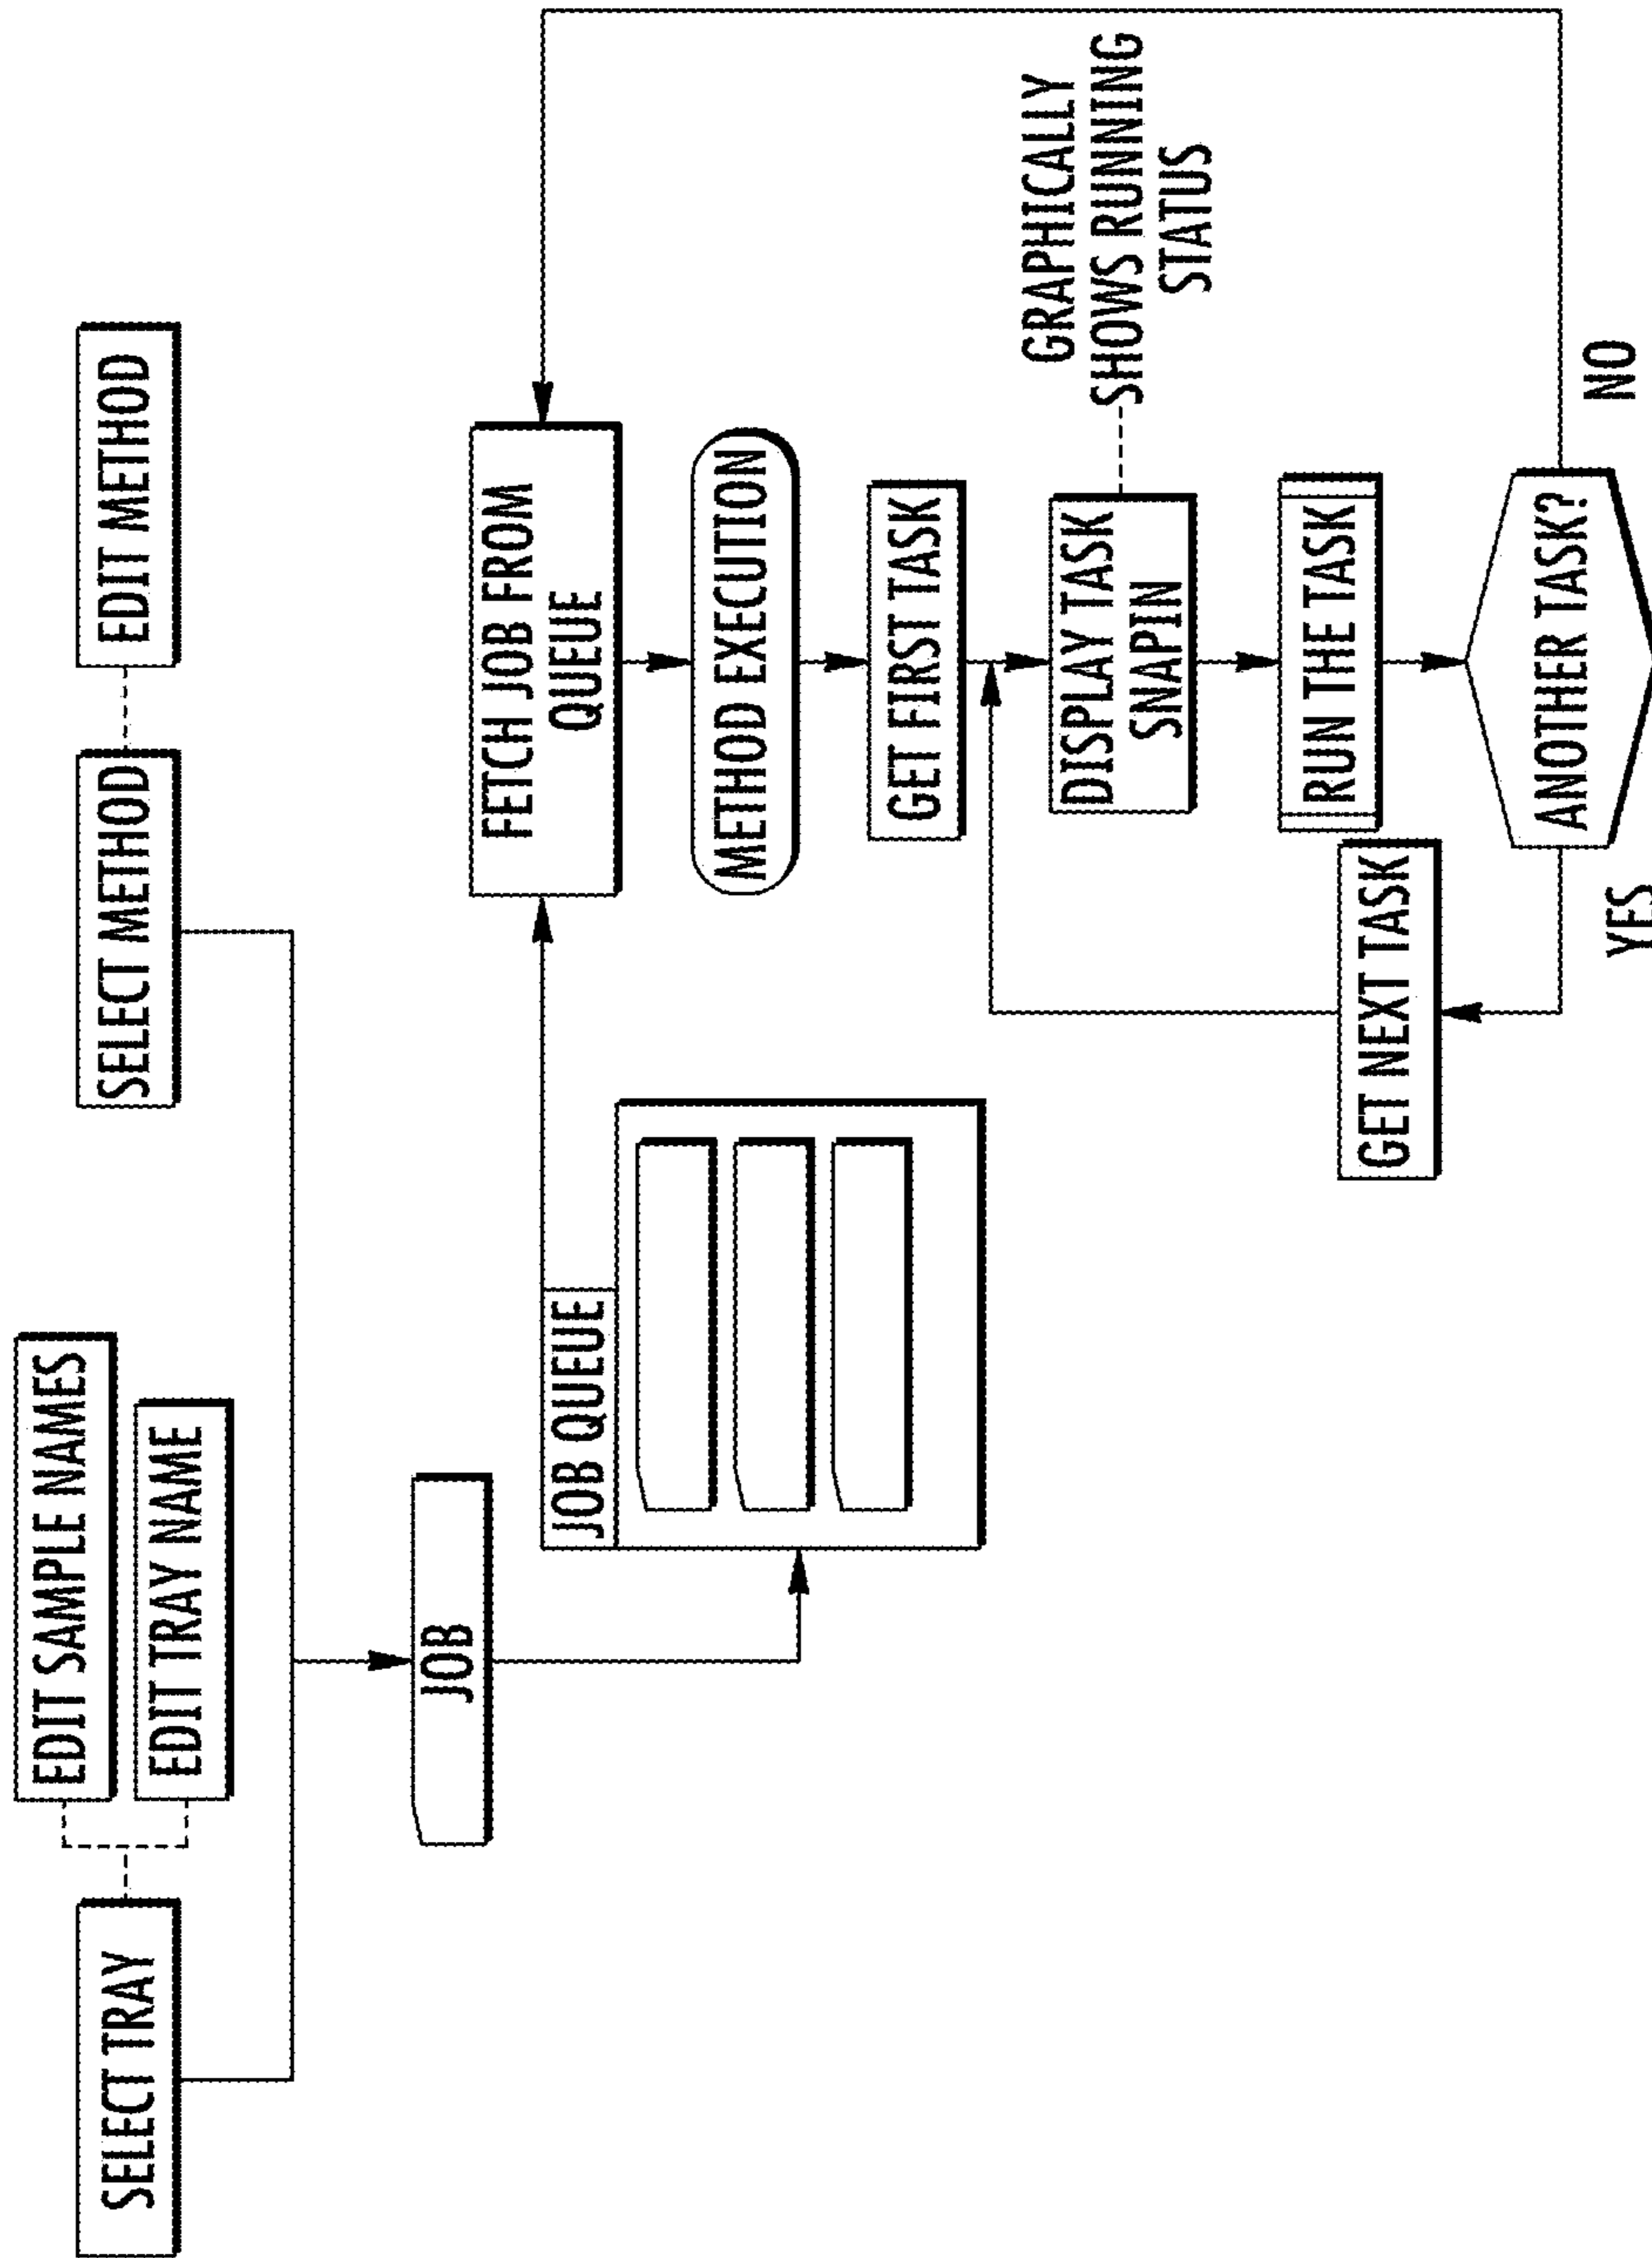 SELECT TRAY
EDIT SAMPLE NAMES
EDIT TRAY NAME
SELECT METHOD
EDIT METHOD
JOB
JOB QUEUE
FETCH JOB FROM
QUEUE
METHOD EXECUTION
GET FIRST TASK
DISPLAY TASK
SNAPIN
GRAPHICALLY
SHOWS RUNNING
STATUS
RUN THE TASK
GET NEXT TASK
ANOTHER TASK?
YES
NO